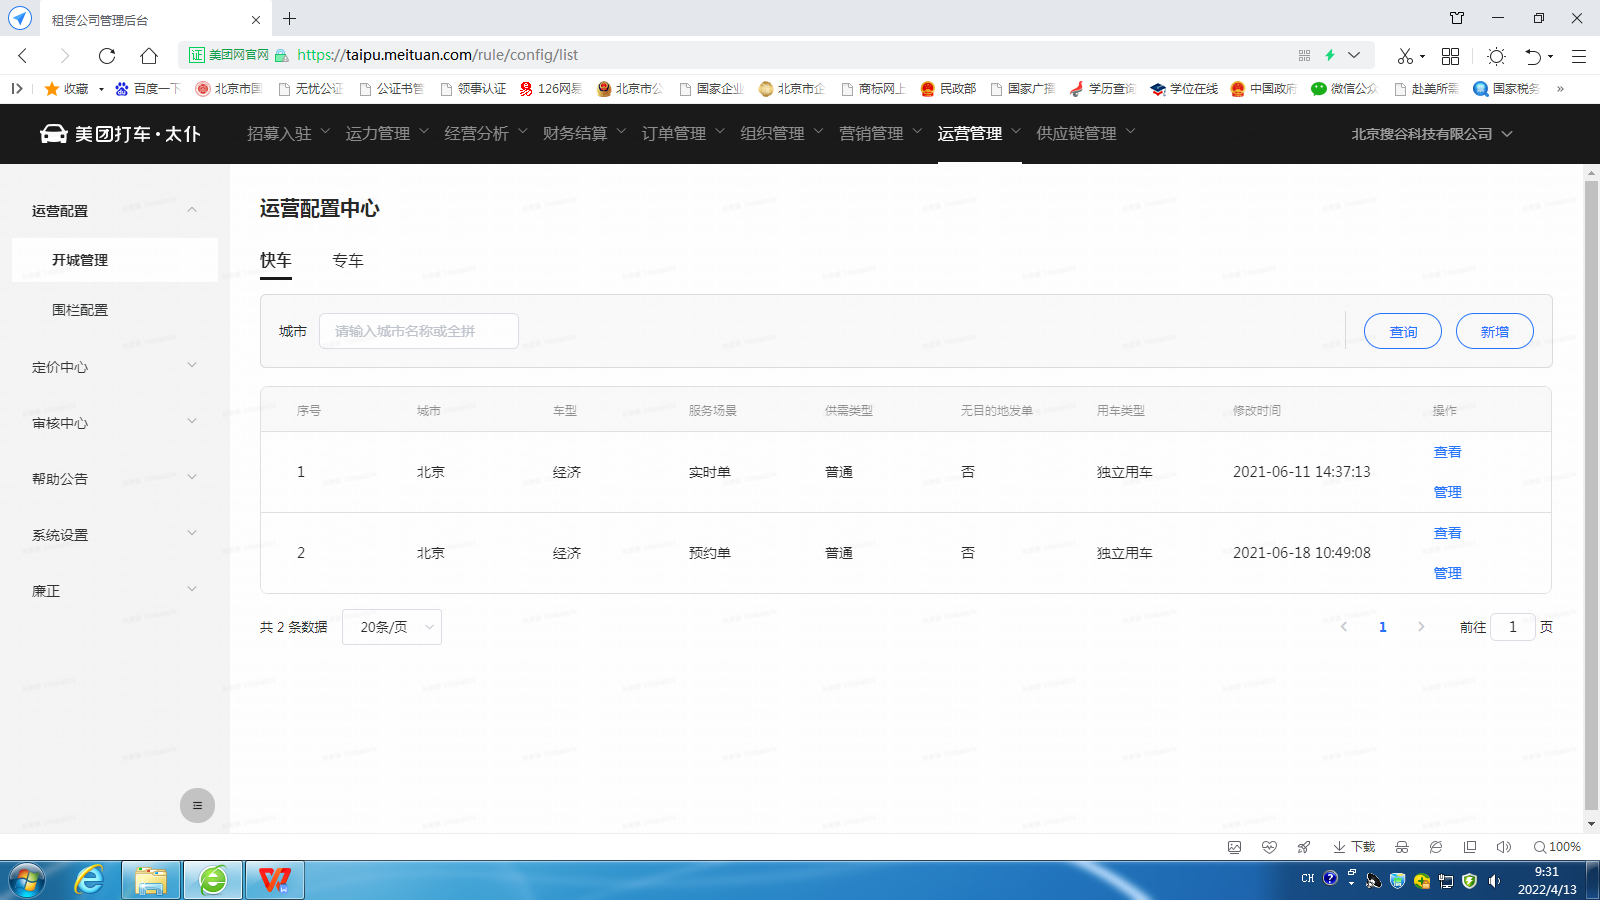 租赁公司管理后台
证 美团网官网 https://taipu.meituan.com/rule/config/list
收藏 百度一下 北京市国 无忧公证 公证书管 领事认证 126网易 北京市公 国家企业 北京市企 商标网上 民政部 国家广播 学历查询 学位在线 中国政府 微信公众 赴美所需 国家税务 »
美团打车·太仆 招募入驻 运力管理 经营分析 财务结算 订单管理 组织管理 营销管理 运营管理 供应链管理 北京搜谷科技有限公司
运营配置
开城管理
围栏配置
定价中心
审核中心
帮助公告
系统设置
廉正
运营配置中心
快车 专车
城市 请输入城市名称或全拼 查询 新增
序号 城市 车型 服务场景 供需类型 无目的地发单 用车类型 修改时间 操作
1 北京 经济 实时单 普通 否 独立用车 2021-06-11 14:37:13 查看
管理
2 北京 经济 预约单 普通 否 独立用车 2021-06-18 10:49:08 查看
管理
共 2 条数据 20条/页 1 前往 1 页
下载 100%
CH 9:31
2022/4/13